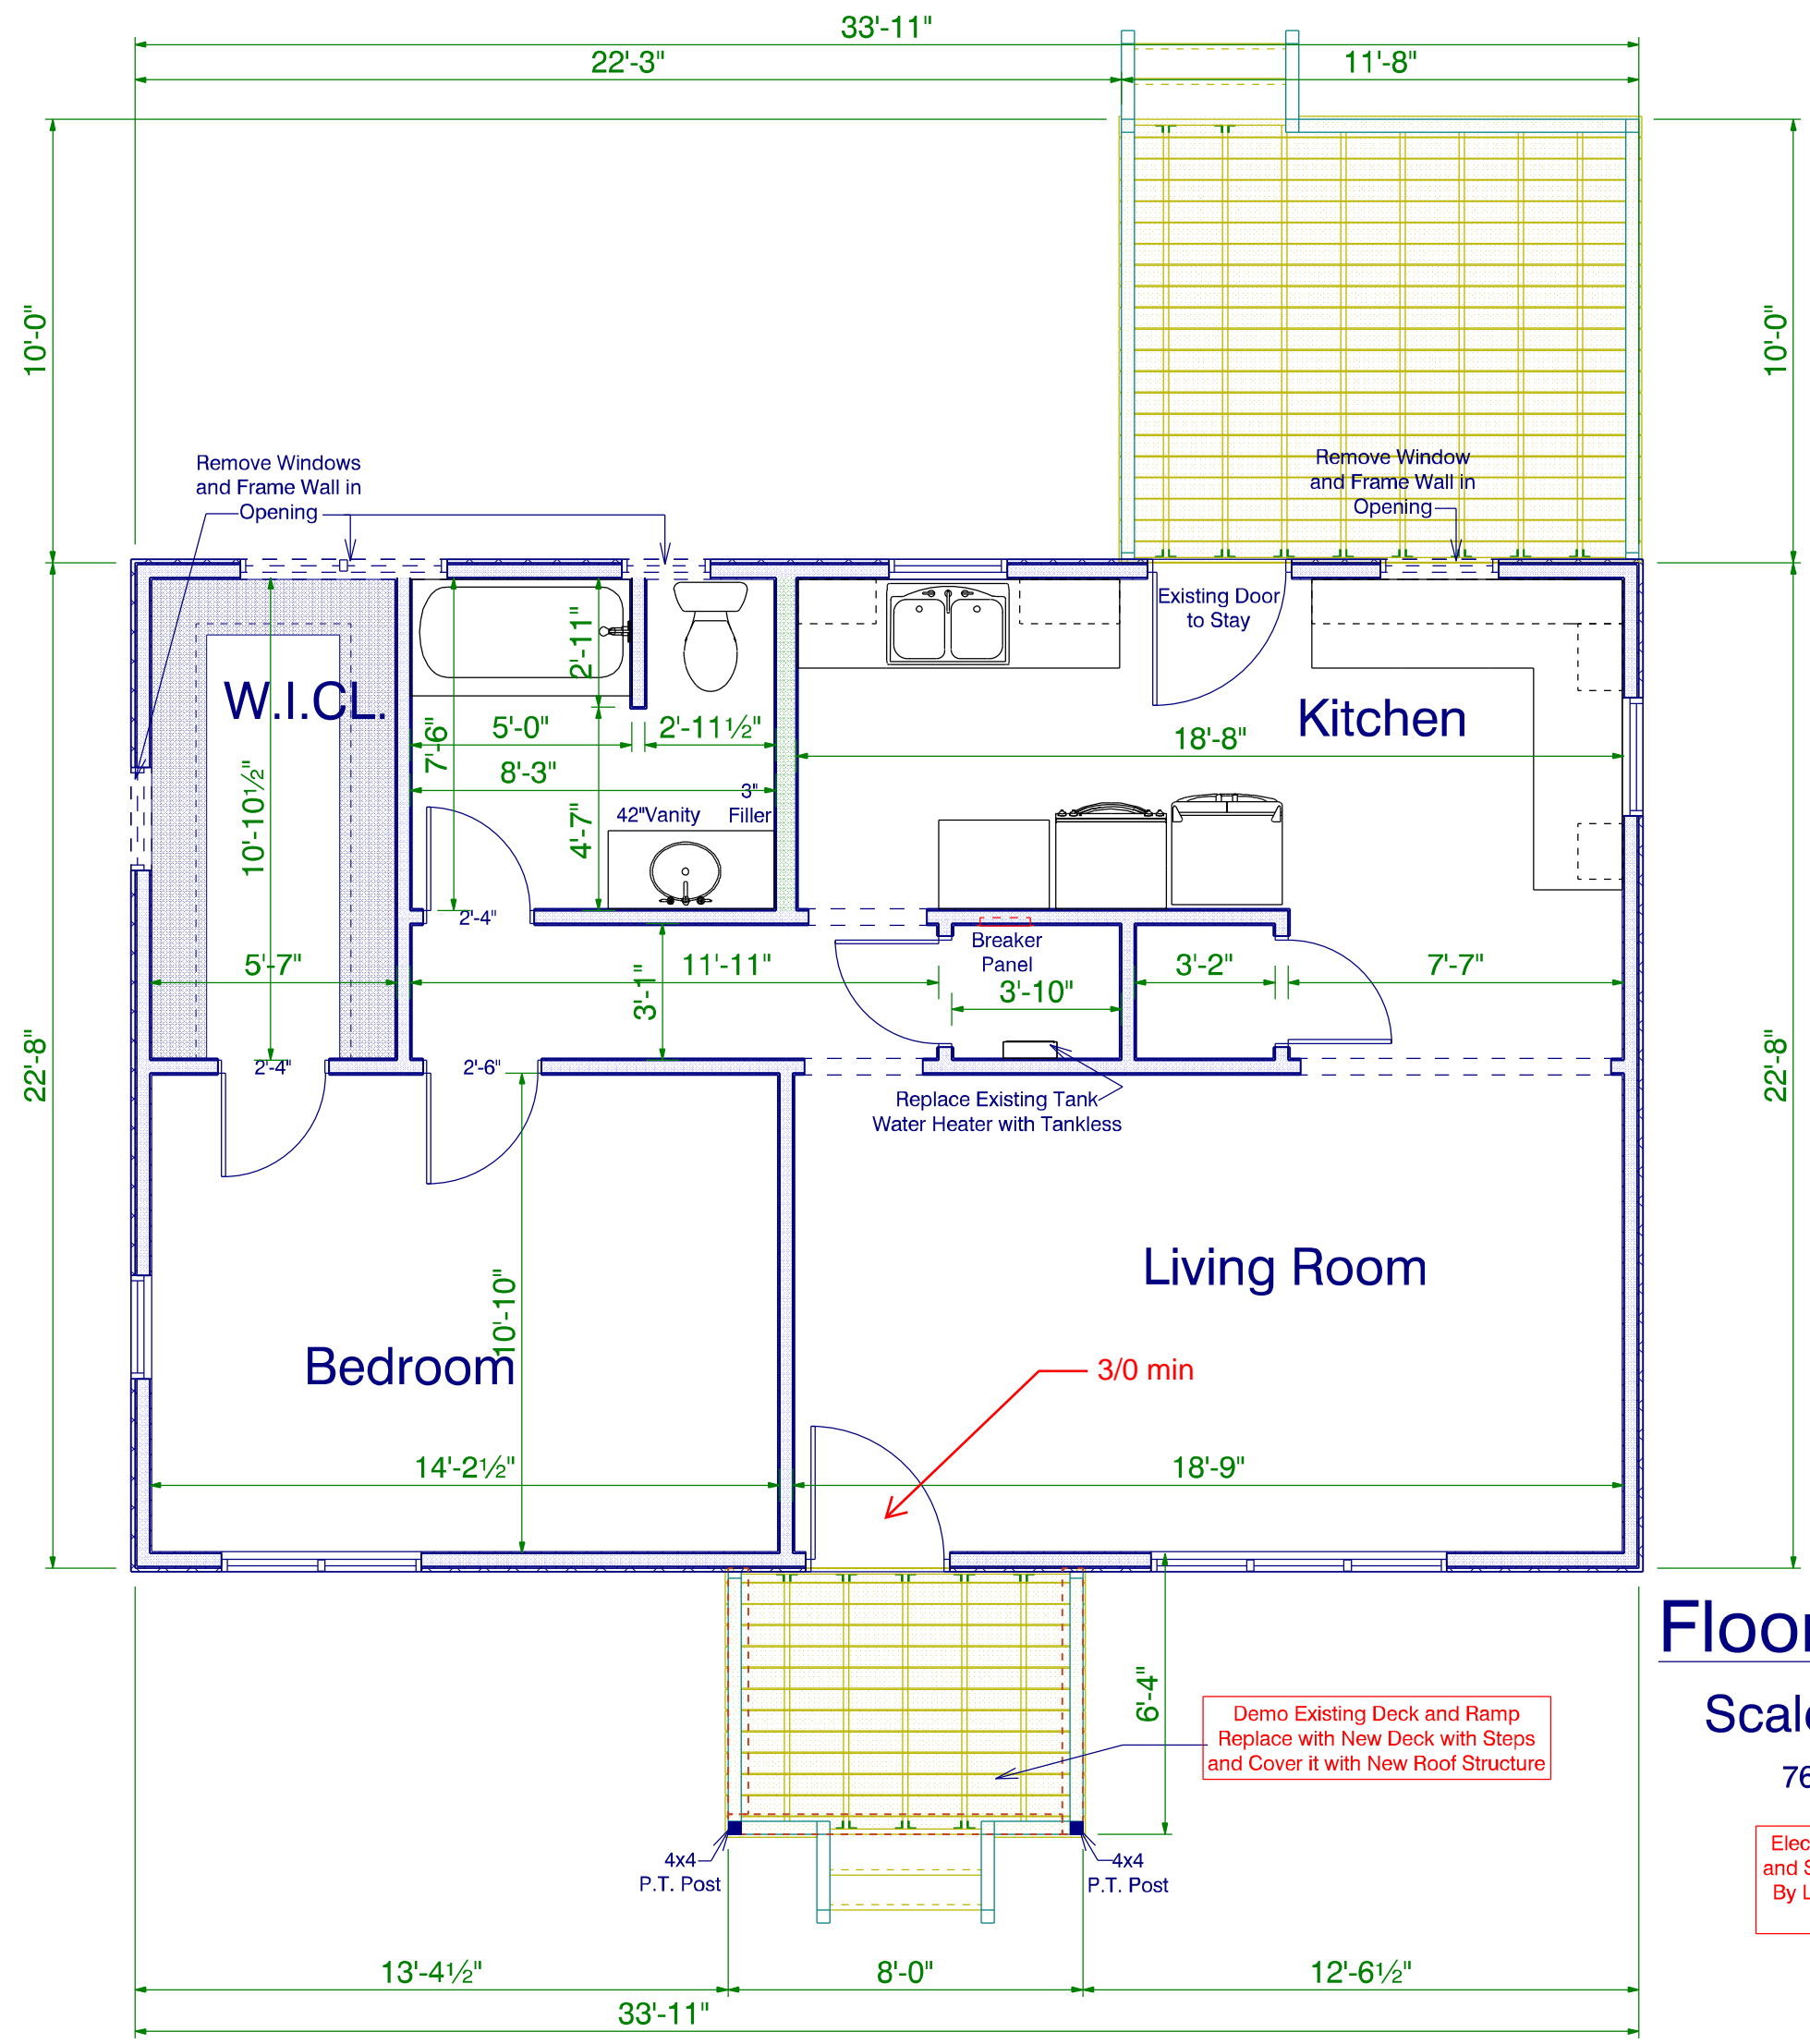 33'-11"
22'-3"
11'-8"
10'-0"
10'-0"
Remove Windows
and Frame Wall in
Opening
Remove Window
and Frame Wall in
Opening
Existing Door
to Stay
W.I.CL.
2'-11"
Kitchen
5'-0"
2'-11½"
7'-6"
18'-8"
8'-3"
3"
Filler
42"Vanity
10'-10½"
4'-7"
2'-4"
Breaker
Panel
5'-7"
11'-11"
3'-1"
3'-10"
3'-2"
7'-7"
22'-8"
22'-8"
2'-4"
2'-6"
Replace Existing Tank
Water Heater with Tankless
Living Room
10'-10"
Bedroom
3/0 min
14'-2½"
18'-9"
Floor
Scale
6'-4"
Demo Existing Deck and Ramp
Replace with New Deck with Steps
and Cover it with New Roof Structure
76
Elec
and S
By L
4x4
P.T. Post
4x4
P.T. Post
13'-4½"
8'-0"
12'-6½"
33'-11"